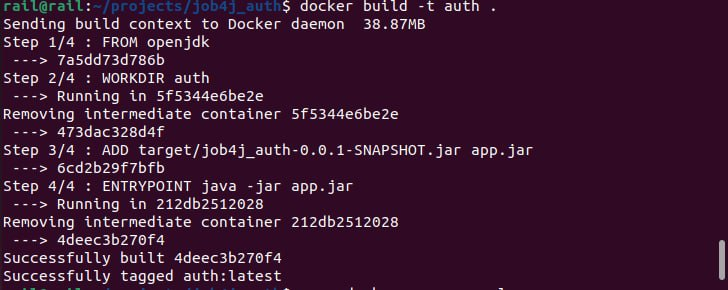 rail@rail:~/projects/job4j_auth$ docker build -t auth .
Sending build context to Docker daemon  38.87MB
Step 1/4 : FROM openjdk
 ---> 7a5dd73d786b
Step 2/4 : WORKDIR auth
 ---> Running in 5f5344e6be2e
Removing intermediate container 5f5344e6be2e
 ---> 473dac328d4f
Step 3/4 : ADD target/job4j_auth-0.0.1-SNAPSHOT.jar app.jar
 ---> 6cd2b29f7bfb
Step 4/4 : ENTRYPOINT java -jar app.jar
 ---> Running in 212db2512028
Removing intermediate container 212db2512028
 ---> 4deec3b270f4
Successfully built 4deec3b270f4
Successfully tagged auth:latest